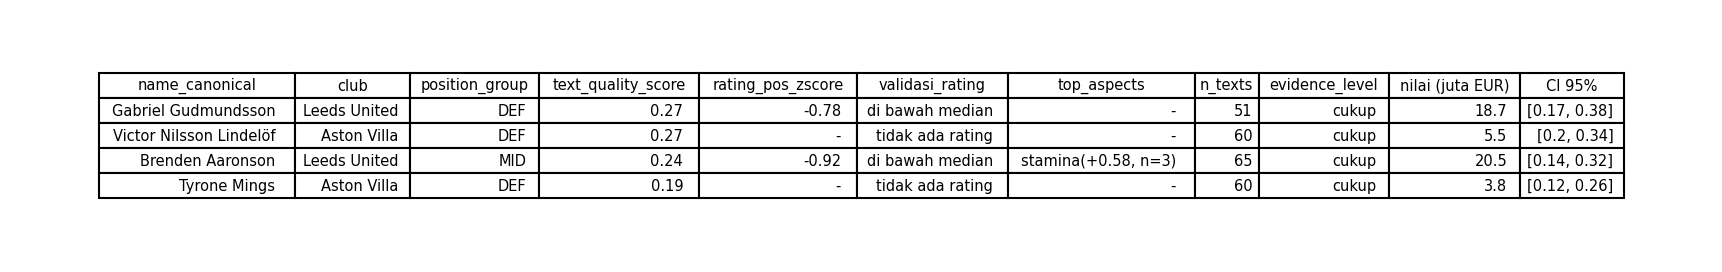 name_canonical club position_group text_quality_score rating_pos_zscore validasi_rating top_aspects n_texts evidence_level nilai (juta EUR) CI 95%
Gabriel Gudmundsson Leeds United DEF 0.27 -0.78 di bawah median - 51 cukup 18.7 [0.17, 0.38]
Victor Nilsson Lindelöf Aston Villa DEF 0.27 - tidak ada rating - 60 cukup 5.5 [0.2, 0.34]
Brenden Aaronson Leeds United MID 0.24 -0.92 di bawah median stamina(+0.58, n=3) 65 cukup 20.5 [0.14, 0.32]
Tyrone Mings Aston Villa DEF 0.19 - tidak ada rating - 60 cukup 3.8 [0.12, 0.26]